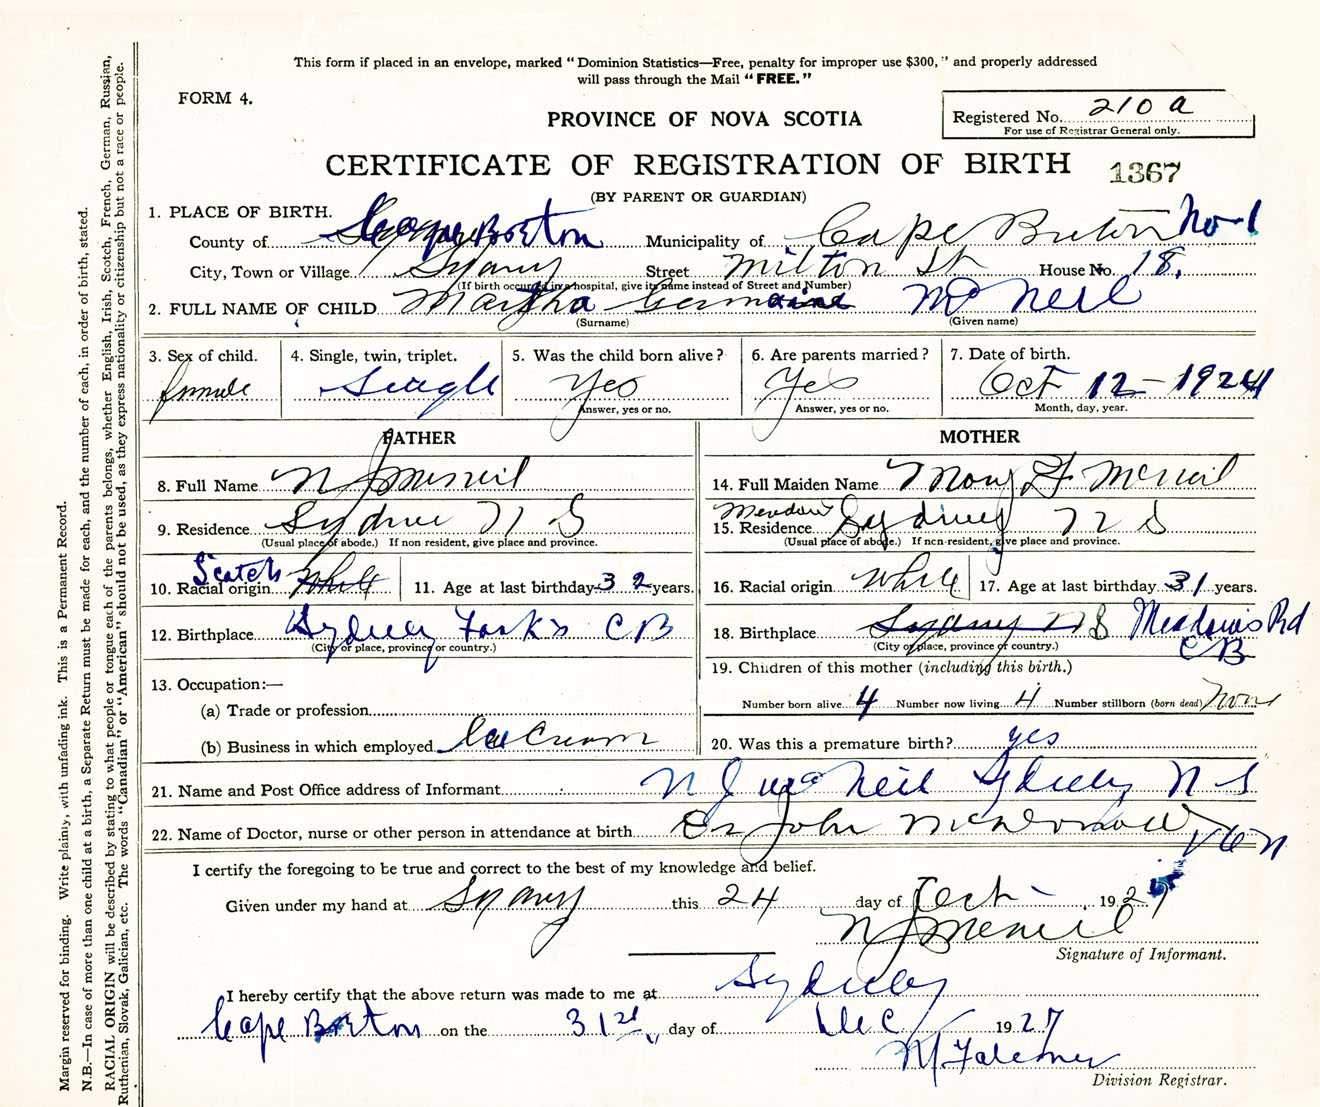 This form if placed in an envelope, marked "Dominion Statistics—Free, penalty for improper use $300," and properly addressed
will pass through the Mail "FREE."
FORM 4.
PROVINCE OF NOVA SCOTIA
Registered No. 210 a
For use of Registrar General only.
CERTIFICATE OF REGISTRATION OF BIRTH 1367
(BY PARENT OR GUARDIAN)
1. PLACE OF BIRTH.
County of Cape Breton Municipality of Cape Breton No 1
City, Town or Village Sydney Street Milton St House No. 18.
(If birth occurred in a hospital, give its name instead of Street and Number)
2. FULL NAME OF CHILD Martha Germaine McNeil
(Surname) (Given name)
3. Sex of child. 4. Single, twin, triplet. 5. Was the child born alive? 6. Are parents married? 7. Date of birth.
female Single Yes Yes Oct 12 - 1924
Answer, yes or no. Answer, yes or no. Month, day, year.
FATHER MOTHER
8. Full Name N J McNeil 14. Full Maiden Name Mary F McNeil
9. Residence Sydney N S Meadows 15. Residence Sydney N S
(Usual place of abode.) If non resident, give place and province. (Usual place of abode.) If non-resident, give place and province.
10. Racial origin Scotch White 11. Age at last birthday 32 years. 16. Racial origin White 17. Age at last birthday 31 years.
12. Birthplace Sydney Forks C B 18. Birthplace Sydney N S Meadows Rd
C B
(City or place, province or country.) (City or place, province or country.)
19. Children of this mother (including this birth.)
13. Occupation:—
(a) Trade or profession
Number born alive 4 Number now living 4 Number stillborn (born dead) None
(b) Business in which employed Ice Cream 20. Was this a premature birth? yes
21. Name and Post Office address of Informant N J McNeil Sydney N S
22. Name of Doctor, nurse or other person in attendance at birth Dr John
I certify the foregoing to be true and correct to the best of my knowledge and belief.
Given under my hand at Sydney this 24 day of 1927
N J McNeil
Signature of Informant.
I hereby certify that the above return was made to me at Sydney
Cape Breton on the 31st day of Dec 1927
Falconer
Division Registrar.
Margin reserved for binding. Write plainly, with unfading ink. This is a Permanent Record.
N.B.—In case of more than one child at a birth, a Separate Return must be made for each, and the number of each, in order of birth, stated.
RACIAL ORIGIN will be described by stating to what people or tongue each of the parents belongs, whether English, Irish, Scotch, French, German, Russian,
Ruthenian, Slovak, Galician, etc. The words "Canadian" or "American" should not be used, as they express nationality or citizenship but not a race or people.